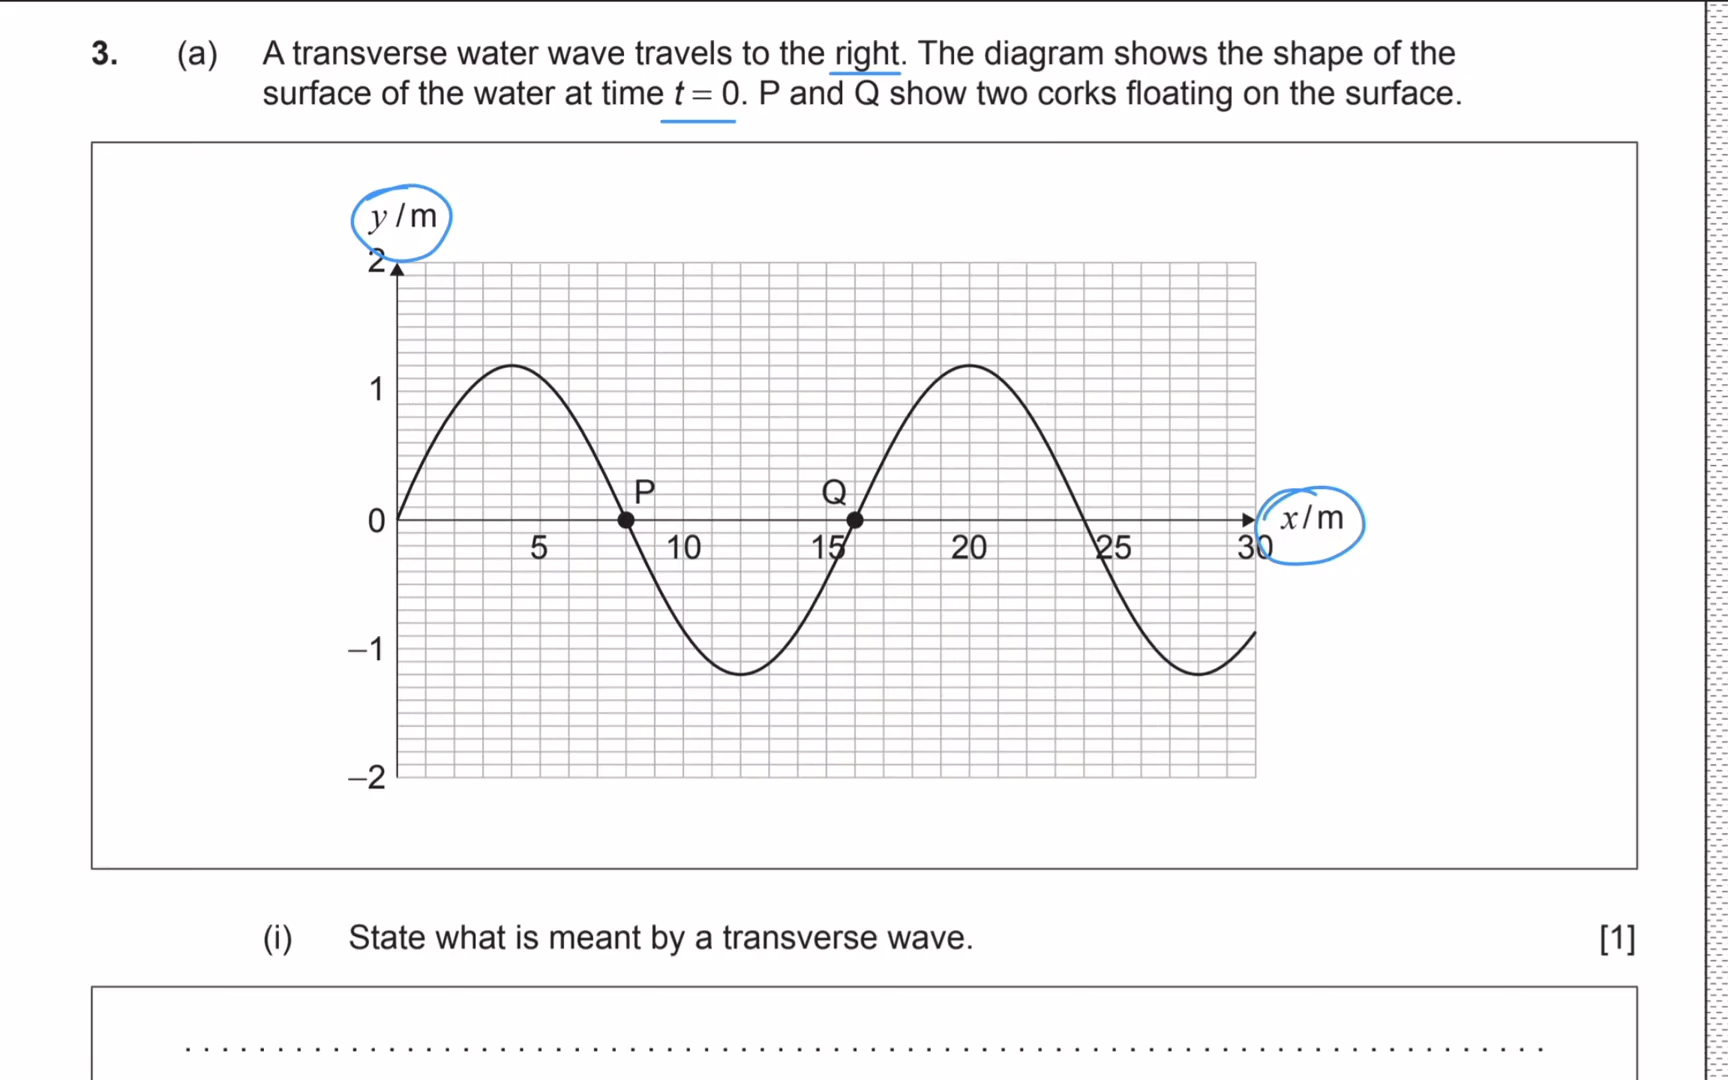 3. (a) A transverse water wave travels to the right. The diagram shows the shape of the
surface of the water at time t = 0. P and Q show two corks floating on the surface.
y / m
2
1
P
Q
0
x / m
5 10 15 20 25 30
–1
–2
(i) State what is meant by a transverse wave. [1]